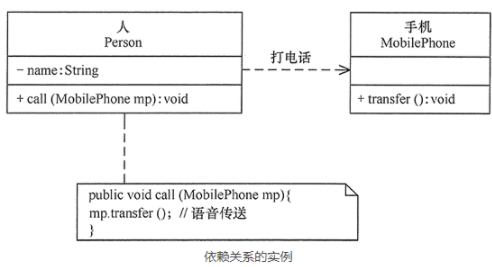 人
Person
- name:String
+ call (MobilePhone mp):void
打电话
手机
MobilePhone
+ transfer ():void
public void call (MobilePhone mp){
mp.transfer (); // 语音传送
}
依赖关系的实例